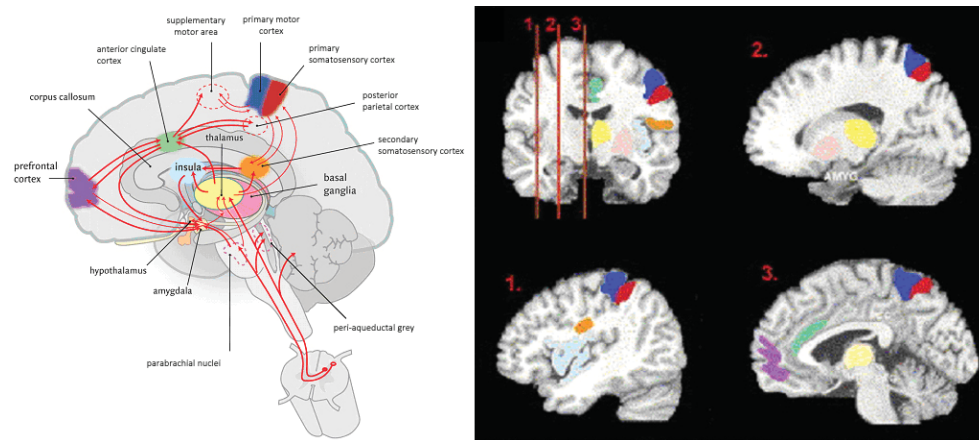 supplementary
motor area
primary motor
cortex
anterior cingulate
cortex
primary
somatosensory cortex
corpus callosum
posterior
parietal cortex
thalamus
secondary
somatosensory cortex
prefrontal
cortex
insula
basal
ganglia
hypothalamus
amygdala
peri-aqueductal grey
parabrachial nuclei
1 2 3
2.
AMYG
1.
3.